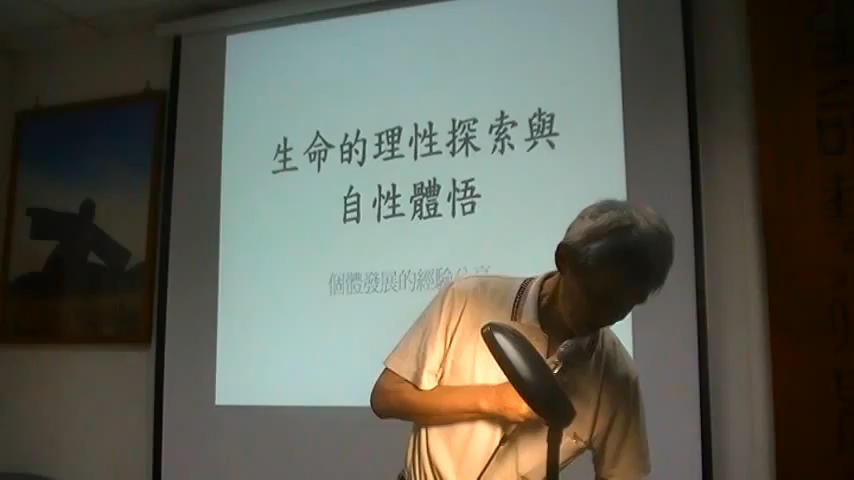 生命的理性探索與
自性體悟
個體發展的經驗分享